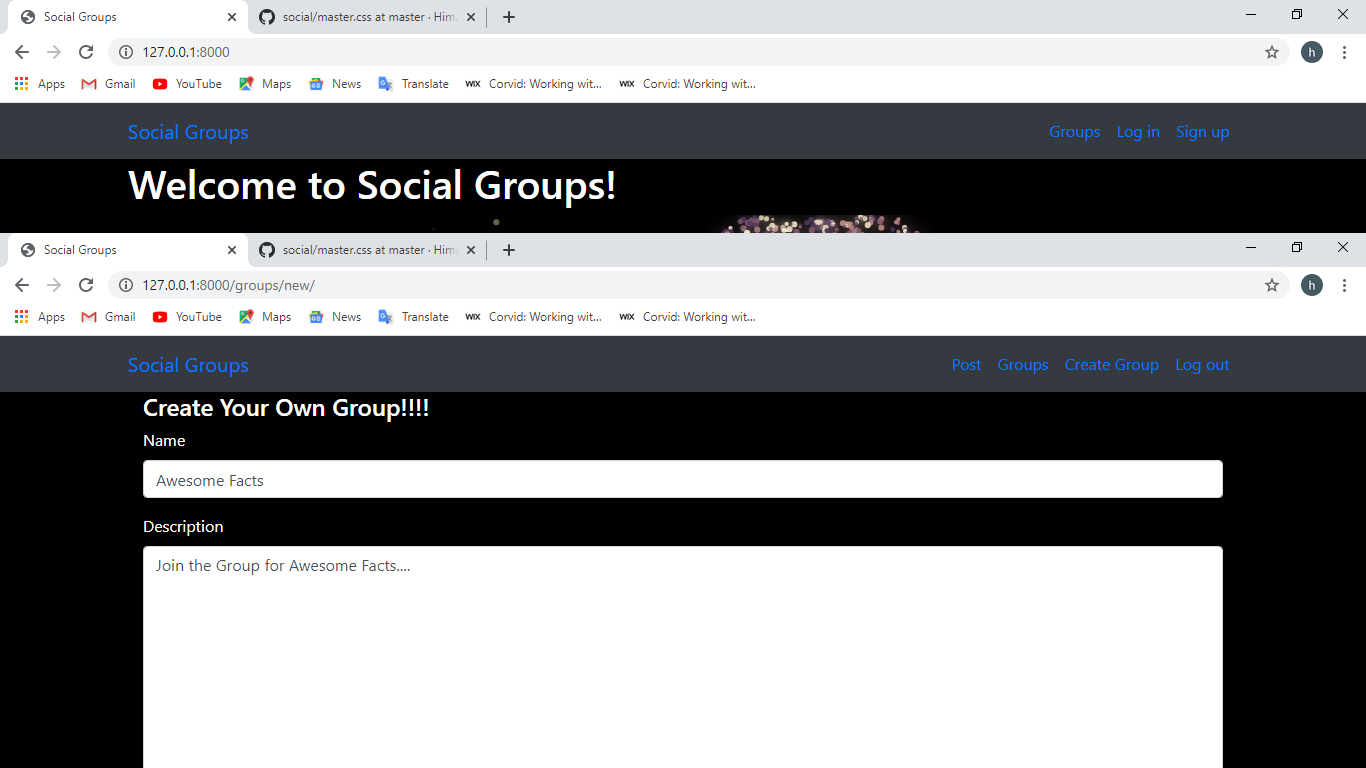 Social Groups
social/master.css at master · Him
127.0.0.1:8000
h
Apps
Gmail
YouTube
Maps
News
Translate
WIX Corvid: Working wit...
WIX Corvid: Working wit...
Social Groups
Groups
Log in
Sign up
Welcome to Social Groups!
Social Groups
social/master.css at master · Him
127.0.0.1:8000/groups/new/
h
Apps
Gmail
YouTube
Maps
News
Translate
WIX Corvid: Working wit...
WIX Corvid: Working wit...
Social Groups
Post
Groups
Create Group
Log out
Create Your Own Group!!!!
Name
Awesome Facts
Description
Join the Group for Awesome Facts....